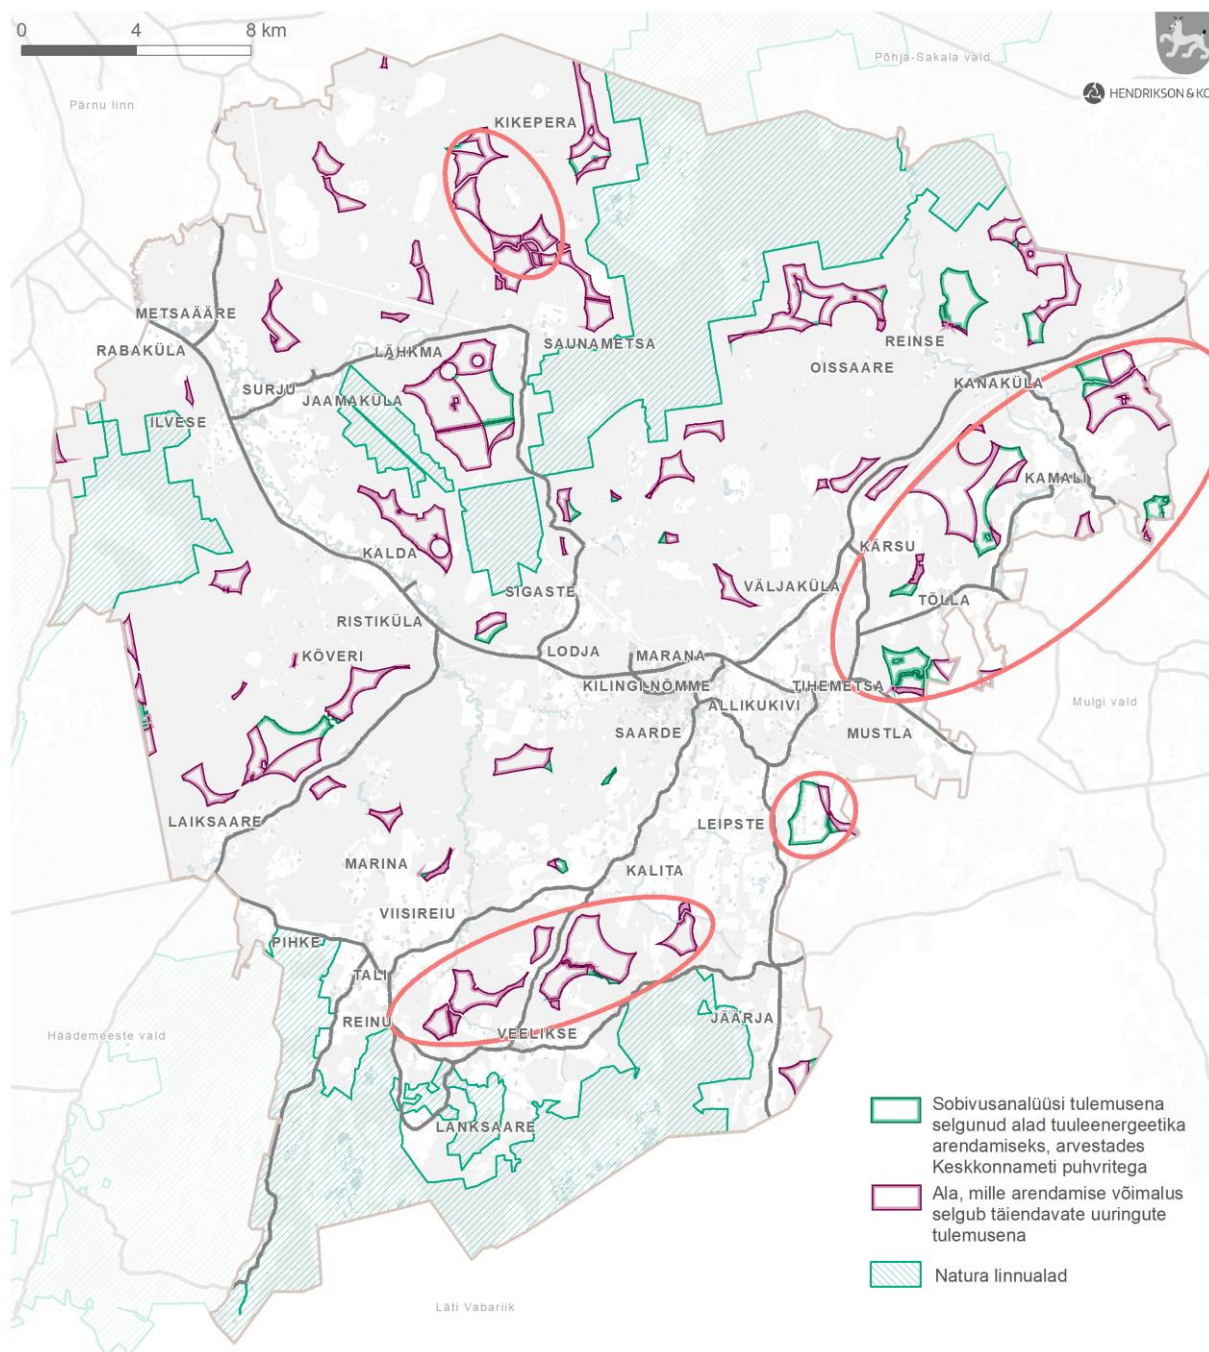 0 4 8 km
Põhja-Sakala vald
HENDRIKSON & KO
Pärnu linn
KIKEPERA
METSAÄÄRE
RABAKÜLA
LÄHKMA
SAUNAMETSA
REINSE
OISSAARE
SURJU
JAAMAKÜLA
KANAKÜLA
ILVESE
KAMALI
KALDA
KÄRSU
SIGASTE
VÄLJAKÜLA
TÕLLA
RISTIKÜLA
LODJA
MARANA
KÕVERI
KILINGI-NÕMME
TIHEMETSA
ALLIKUKIVI
Mulgi vald
SAARDE
MUSTLA
LAIKSAARE
LEIPSTE
MARINA
KALITA
VIISIREIU
PIHKE
TALI
REINU
JÄÄRJA
VEELIKSE
Häädemeeste vald
LANKSAARE
Sobivusanalüüsi tulemusena
selgunud alad tuuleenergeetika
arendamiseks, arvestades
Keskkonnameti puhvritega
Ala, mille arendamise võimalus
selgub täiendavate uuringute
tulemusena
Natura linnualad
Läti Vabariik